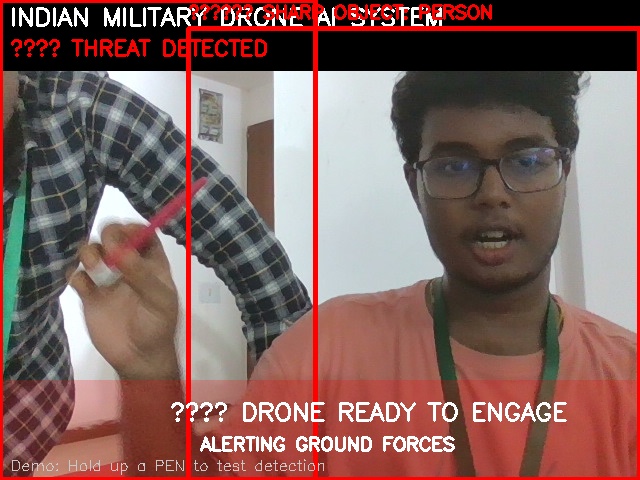 ?????? SHARP OBJECT: PERSON
INDIAN MILITARY DRONE AI SYSTEM
???? THREAT DETECTED
???? DRONE READY TO ENGAGE
ALERTING GROUND FORCES
Demo: Hold up a PEN to test detection